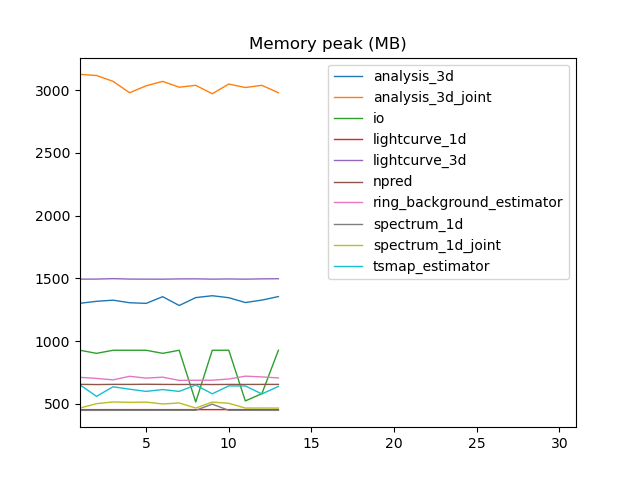 Memory peak (MB)
3000
2500
2000
1500
1000
500
5
10
15
20
25
30
analysis_3d
analysis_3d_joint
io
lightcurve_1d
lightcurve_3d
npred
ring_background_estimator
spectrum_1d
spectrum_1d_joint
tsmap_estimator